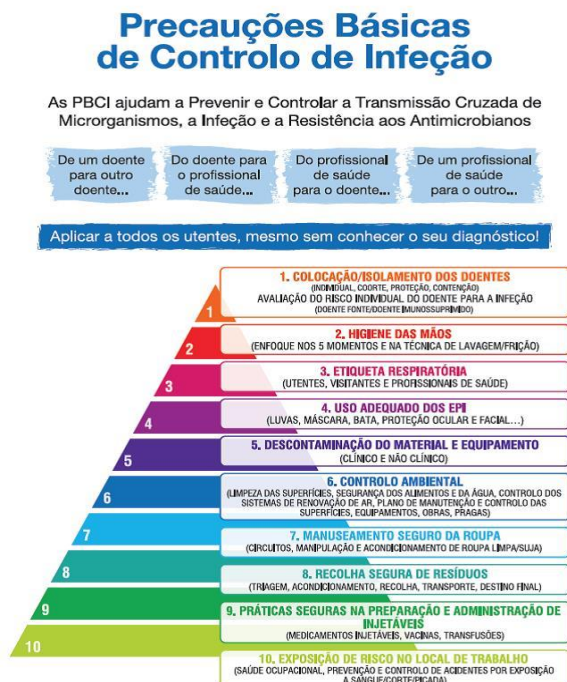 Precauções Básicas
de Controlo de Infeção
As PBCI ajudam a Prevenir e Controlar a Transmissão Cruzada de
Microrganismos, a Infeção e a Resistência aos Antimicrobianos
De um doente
para outro
doente...
Do doente para
o profissional
de saúde...
Do profissional
de saúde
para o doente...
De um profissional
de saúde
para o outro...
Aplicar a todos os utentes, mesmo sem conhecer o seu diagnóstico!
1
1. COLOCAÇÃO/ISOLAMENTO DOS DOENTES
(INDIVIDUAL, COORTE, PROTEÇÃO, CONTENÇÃO)
AVALIAÇÃO DO RISCO INDIVIDUAL DO DOENTE PARA A INFEÇÃO
(DOENTE FONTE/DOENTE IMUNOSSUPRIMIDO)
2
2. HIGIENE DAS MÃOS
(ENFOQUE NOS 5 MOMENTOS E NA TÉCNICA DE LAVAGEM/FRIÇÃO)
3
3. ETIQUETA RESPIRATÓRIA
(UTENTES, VISITANTES E PROFISSIONAIS DE SAÚDE)
4
4. USO ADEQUADO DOS EPI
(LUVAS, MÁSCARA, BATA, PROTEÇÃO OCULAR E FACIAL...)
5
5. DESCONTAMINAÇÃO DO MATERIAL E EQUIPAMENTO
(CLÍNICO E NÃO CLÍNICO)
6
6. CONTROLO AMBIENTAL
(LIMPEZA DAS SUPERFÍCIES, SEGURANÇA DOS ALIMENTOS E DA ÁGUA, CONTROLO DOS
SISTEMAS DE RENOVAÇÃO DE AR, PLANO DE MANUTENÇÃO E CONTROLO DAS
SUPERFÍCIES, EQUIPAMENTOS, OBRAS, PRAGAS)
7
7. MANUSEAMENTO SEGURO DA ROUPA
(CIRCUITOS, MANIPULAÇÃO E ACONDICIONAMENTO DE ROUPA LIMPA/SUJA)
8
8. RECOLHA SEGURA DE RESÍDUOS
(TRIAGEM, ACONDICIONAMENTO, RECOLHA, TRANSPORTE, DESTINO FINAL)
9
9. PRÁTICAS SEGURAS NA PREPARAÇÃO E ADMINISTRAÇÃO DE
INJETÁVEIS
(MEDICAMENTOS INJETÁVEIS, VACINAS, TRANSFUSÕES)
10
10. EXPOSIÇÃO DE RISCO NO LOCAL DE TRABALHO
(SAÚDE OCUPACIONAL, PREVENÇÃO E CONTROLO DE ACIDENTES POR EXPOSIÇÃO
A SANGUE/CORTE/PICADA)